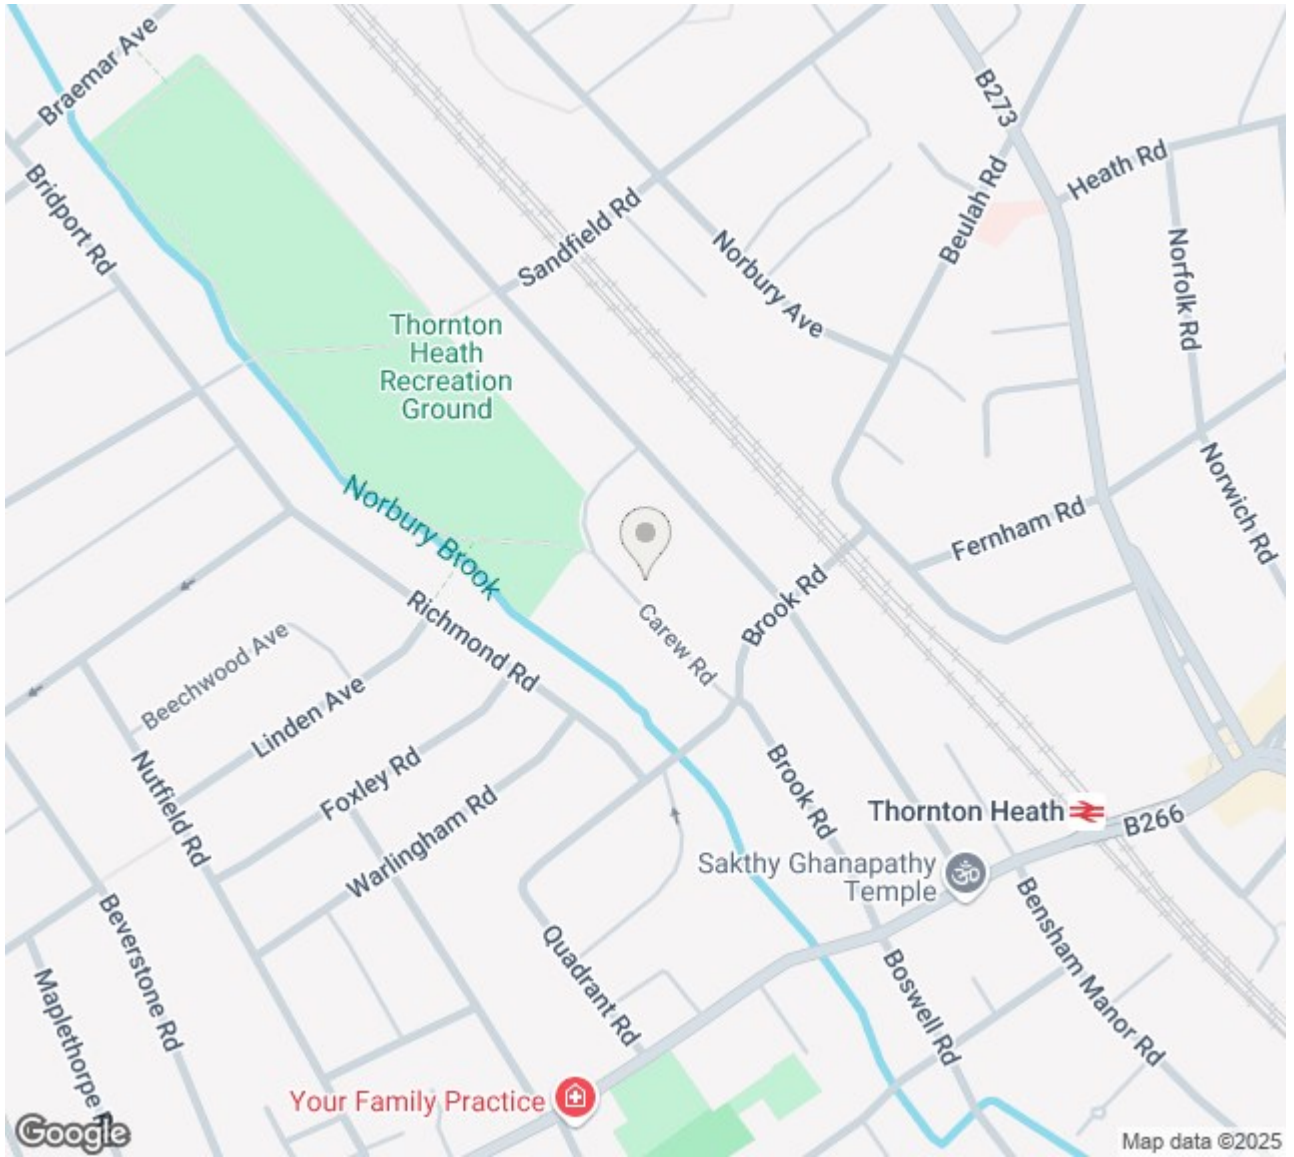 Braemar Ave
B273
Heath Rd
Bridport Rd
Beulah Rd
Sandfield Rd
Norbury Ave
Norfolk Rd
Thornton
Heath
Recreation
Ground
Norbury Brook
Norwich Rd
Fernham Rd
Richmond Rd
Carew Rd
Brook Rd
Beechwood Ave
Linden Ave
Nutfield Rd
Foxley Rd
Brook Rd
Warlingham Rd
Thornton Heath
B266
Sakthy Ghanapathy
Temple
Beverstone Rd
Quadrant Rd
Boswell Rd
Bensham Manor Rd
Maplethorpe R
Your Family Practice
Google
Map data ©2025